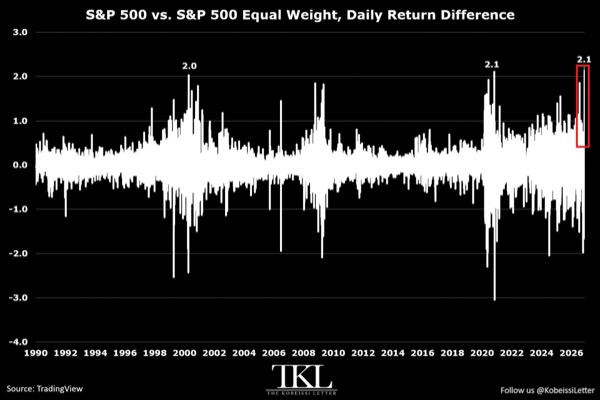 S&P 500 vs. S&P 500 Equal Weight, Daily Return Difference
3.0
2.0
1.0
0.0
-1.0
-2.0
-3.0
-4.0
2.0
2.1
2.1
1990 1992 1994 1996 1998 2000 2002 2004 2006 2008 2010 2012 2014 2016 2018 2020 2022 2024 2026
Source: TradingView
TKL
THE KOBEISSI LETTER
Follow us @KobeissiLetter